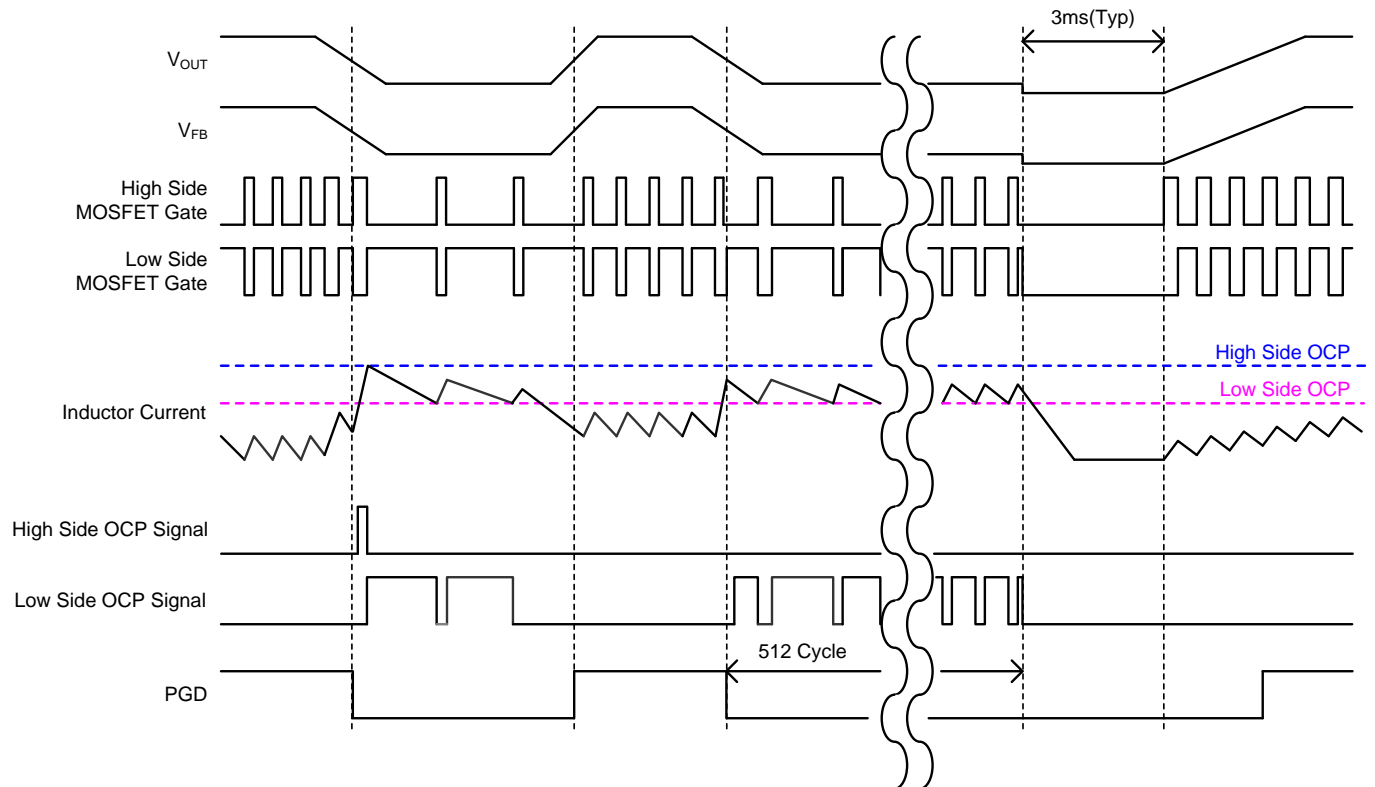 3ms(Typ)
VOUT
VFB
High Side
MOSFET Gate
Low Side
MOSFET Gate
High Side OCP
Low Side OCP
Inductor Current
High Side OCP Signal
Low Side OCP Signal
512 Cycle
PGD